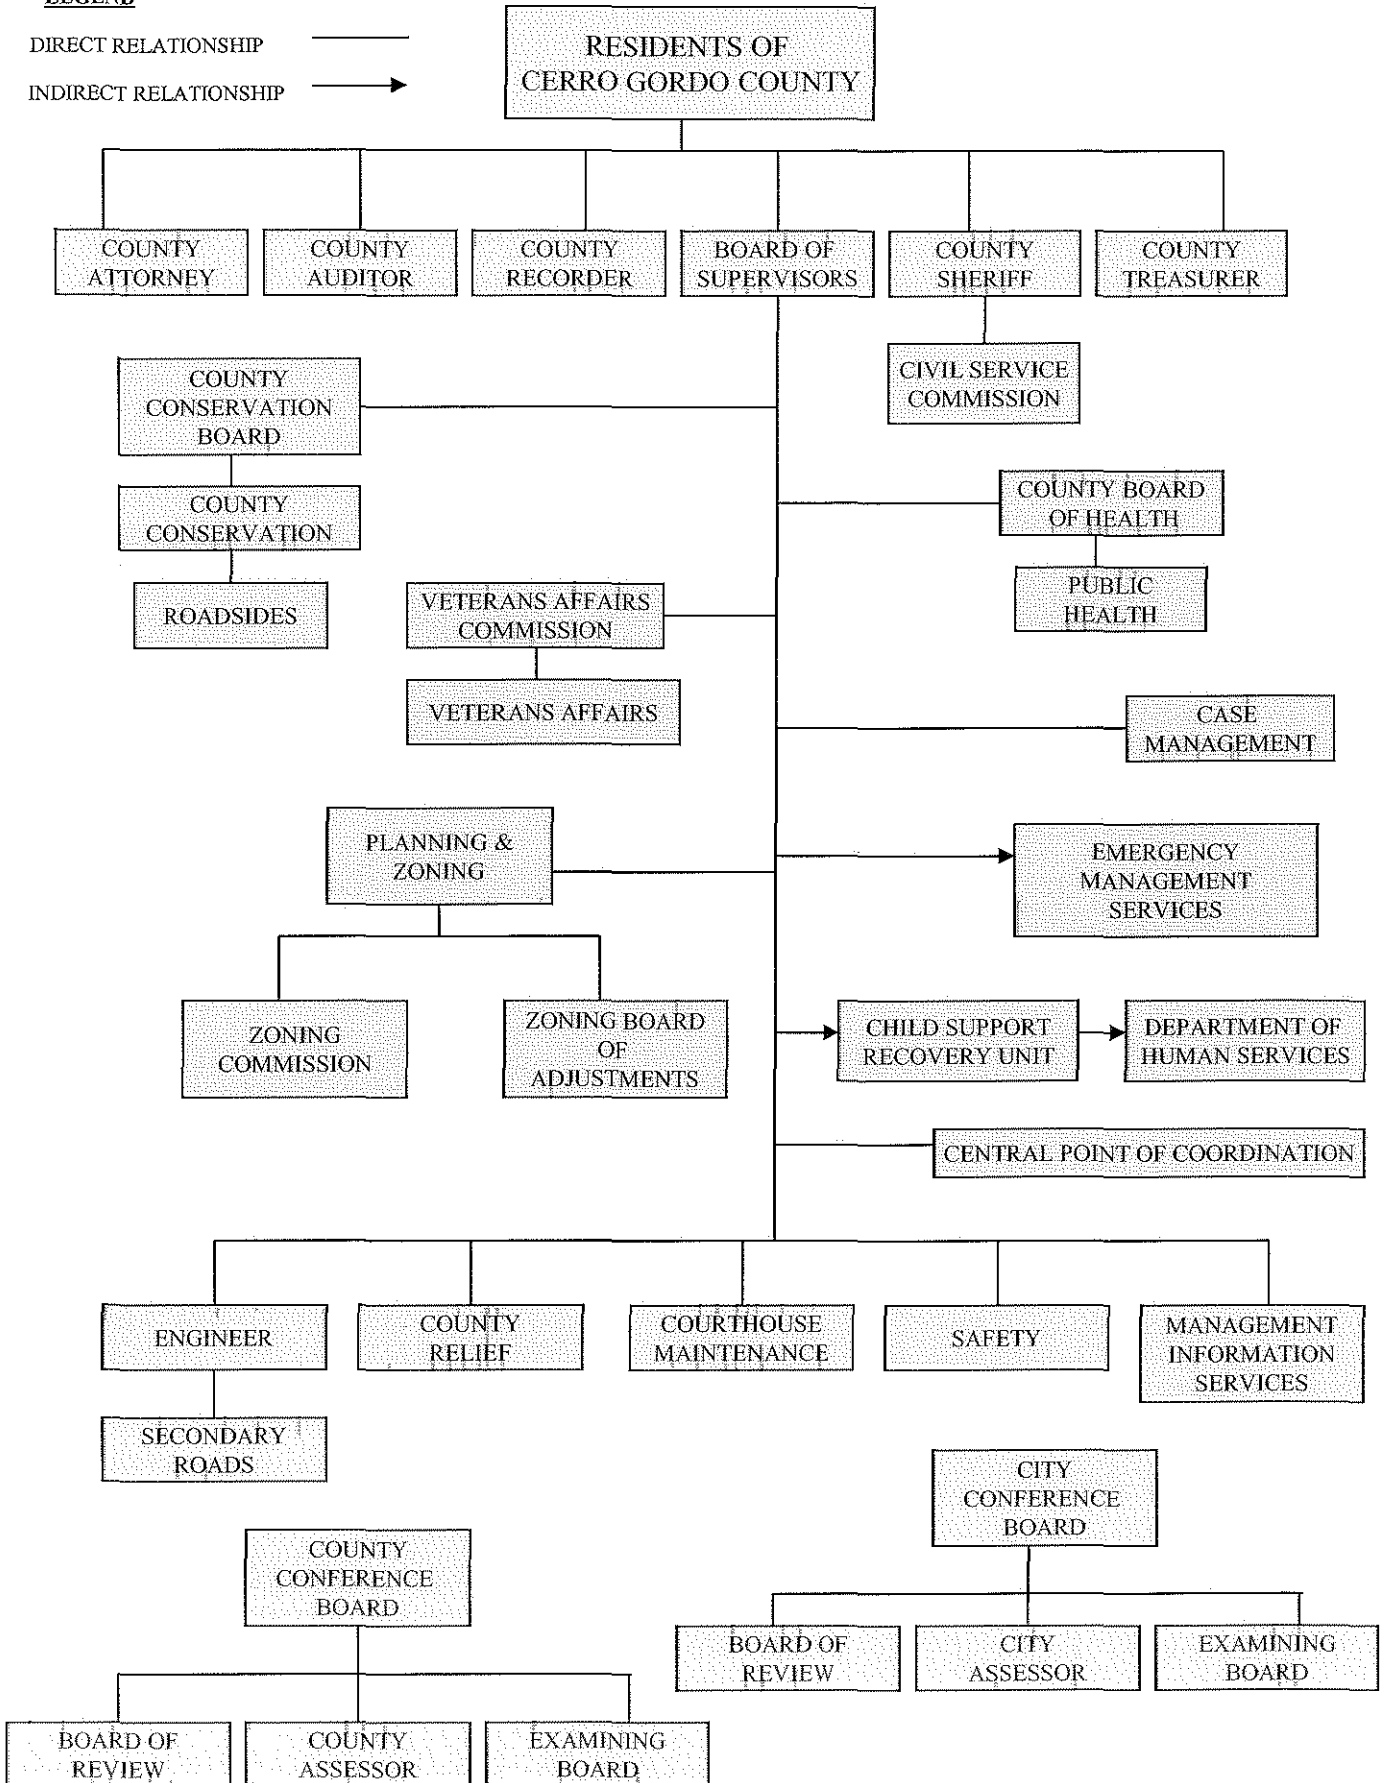 LEGEND
DIRECT RELATIONSHIP
INDIRECT RELATIONSHIP
RESIDENTS OF
CERRO GORDO COUNTY
COUNTY
ATTORNEY
COUNTY
AUDITOR
COUNTY
RECORDER
BOARD OF
SUPERVISORS
COUNTY
SHERIFF
COUNTY
TREASURER
CIVIL SERVICE
COMMISSION
COUNTY
CONSERVATION
BOARD
COUNTY
CONSERVATION
ROADSIDES
COUNTY BOARD
OF HEALTH
PUBLIC
HEALTH
VETERANS AFFAIRS
COMMISSION
VETERANS AFFAIRS
CASE
MANAGEMENT
PLANNING &
ZONING
EMERGENCY
MANAGEMENT
SERVICES
ZONING
COMMISSION
ZONING BOARD
OF
ADJUSTMENTS
CHILD SUPPORT
RECOVERY UNIT
DEPARTMENT OF
HUMAN SERVICES
CENTRAL POINT OF COORDINATION
ENGINEER
COUNTY
RELIEF
COURTHOUSE
MAINTENANCE
SAFETY
MANAGEMENT
INFORMATION
SERVICES
SECONDARY
ROADS
CITY
CONFERENCE
BOARD
BOARD OF
REVIEW
CITY
ASSESSOR
EXAMINING
BOARD
COUNTY
CONFERENCE
BOARD
BOARD OF
REVIEW
COUNTY
ASSESSOR
EXAMINING
BOARD